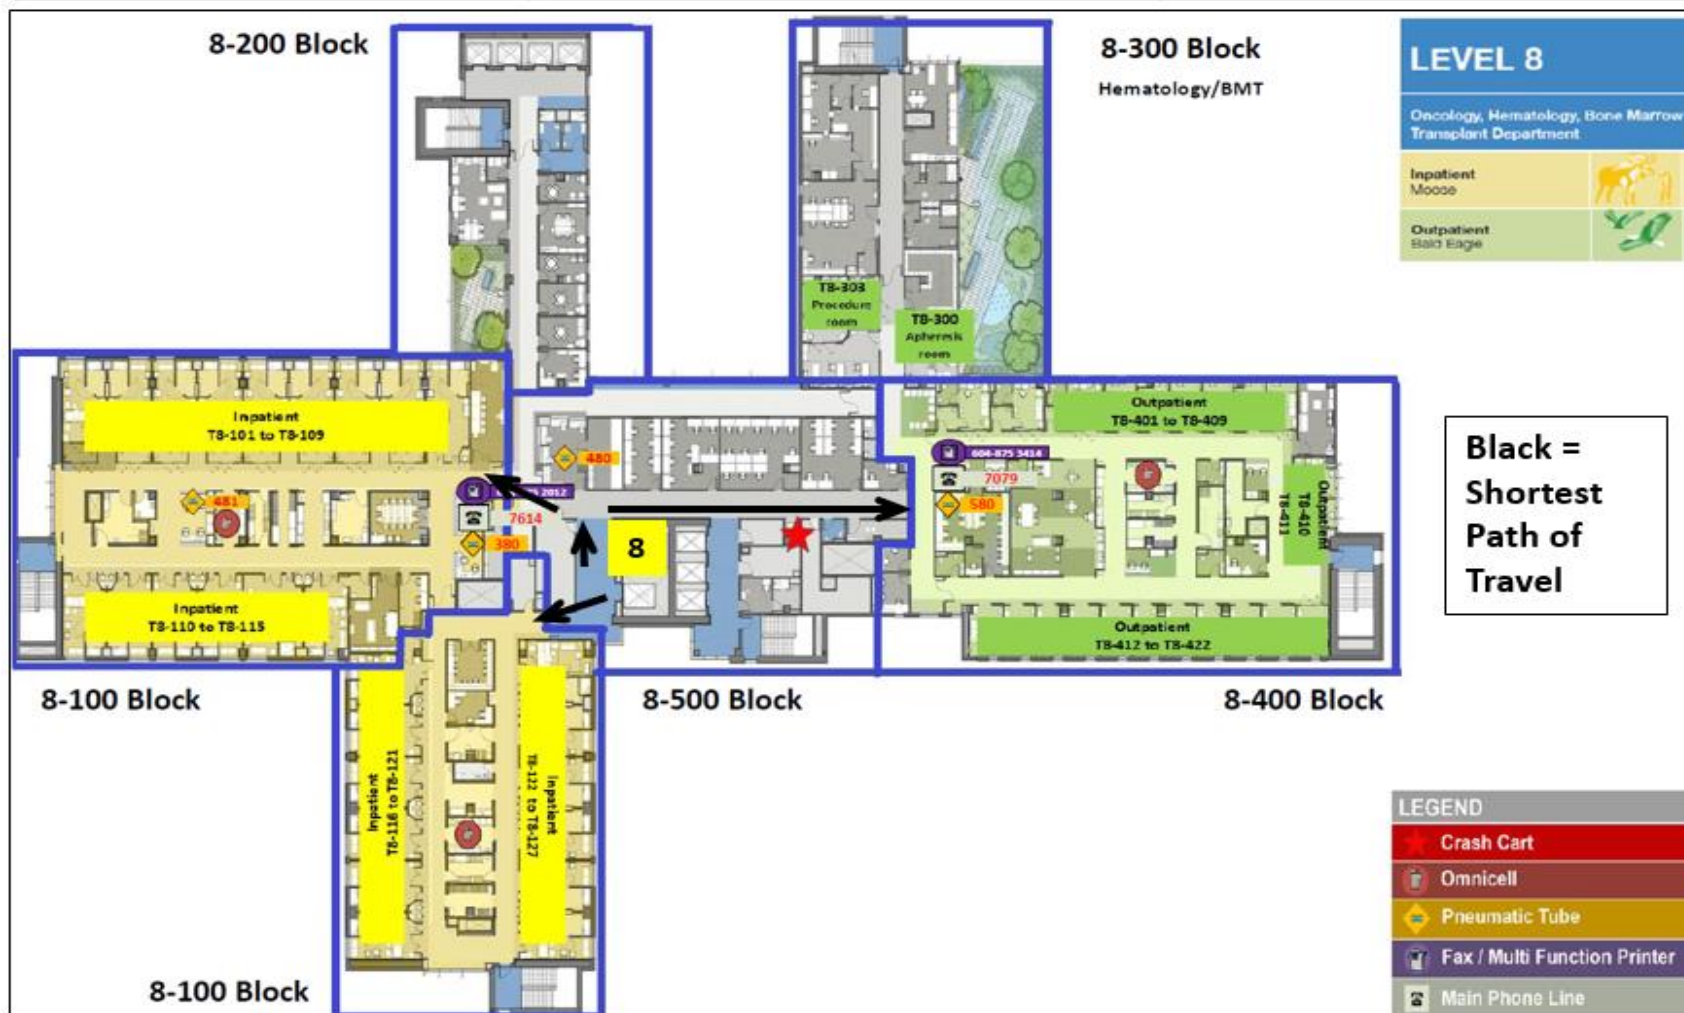 8-200 Block
8-300 Block
Hematology/BMT
LEVEL 8
Oncology, Hematology, Bone Marrow
Transplant Department
Inpatient
Moose
Outpatient
Bald Eagle
T8-303
Procedure
room
T8-300
Apheresis
room
Inpatient
T8-101 to T8-109
Outpatient
T8-401 to T8-409
480
604-875 3414
7079
580
481
2012
7614
380
8
Outpatient
T8-410
T8-411
Black =
Shortest
Path of
Travel
Inpatient
T8-110 to T8-115
Outpatient
T8-412 to T8-422
8-100 Block
8-500 Block
8-400 Block
Inpatient
T8-116 to T8-121
Inpatient
T8-122 to T8-127
8-100 Block
LEGEND
Crash Cart
Omnicell
Pneumatic Tube
Fax / Multi Function Printer
Main Phone Line